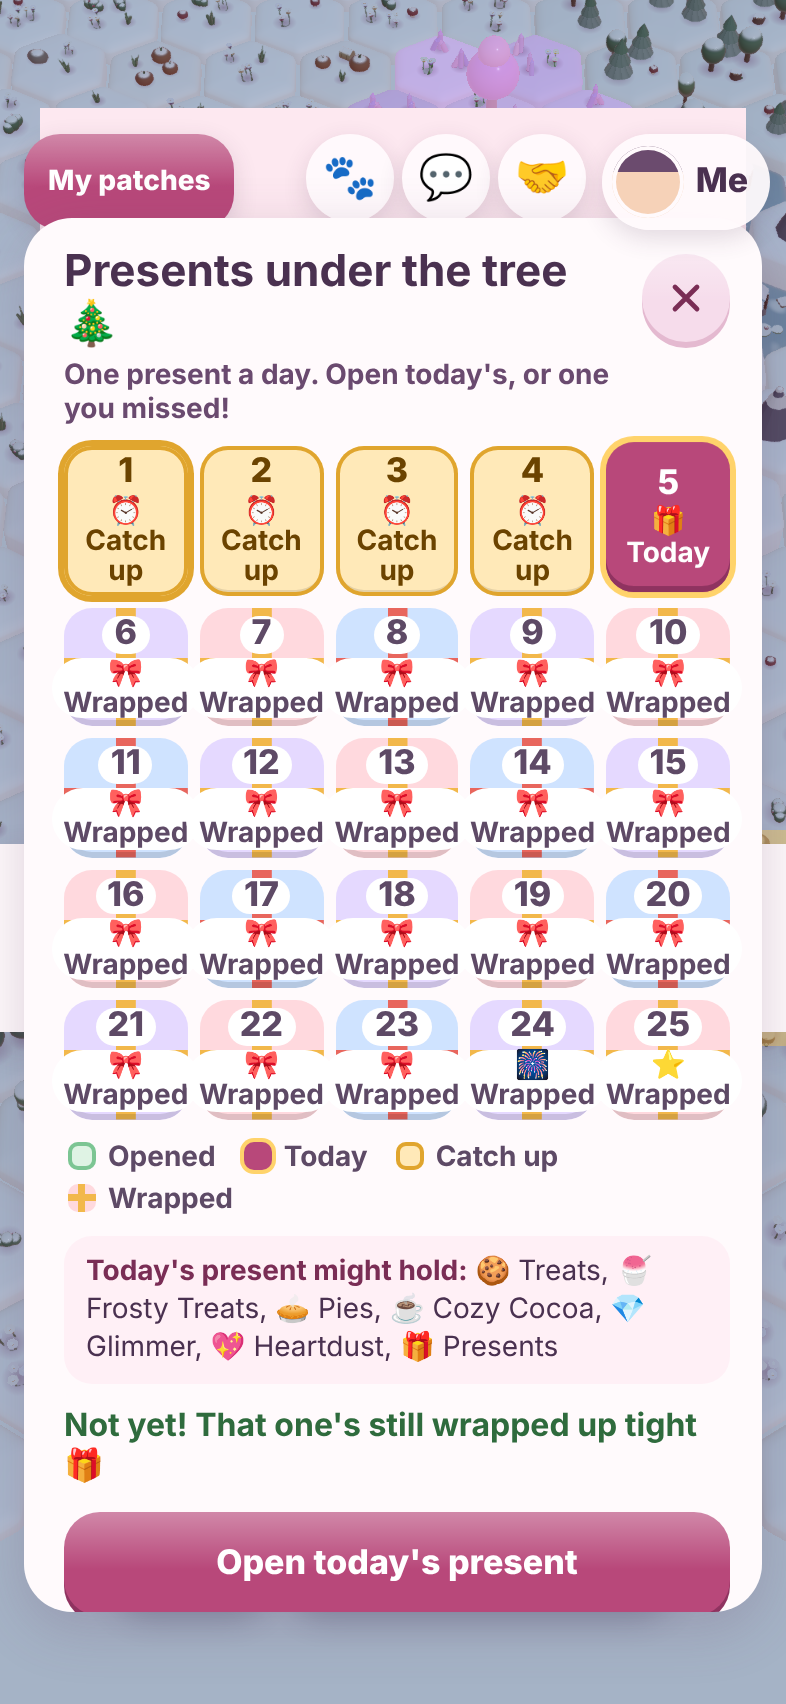 My patches
🐾 💬 🤝 Me
Presents under the tree
🎄
One present a day. Open today's, or one
you missed!
1 2 3 4 5
⏰ ⏰ ⏰ ⏰ 🎁
Catch up Catch up Catch up Catch up Today
6 7 8 9 10
🎀 🎀 🎀 🎀 🎀
Wrapped Wrapped Wrapped Wrapped Wrapped
11 12 13 14 15
🎀 🎀 🎀 🎀 🎀
Wrapped Wrapped Wrapped Wrapped Wrapped
16 17 18 19 20
🎀 🎀 🎀 🎀 🎀
Wrapped Wrapped Wrapped Wrapped Wrapped
21 22 23 24 25
🎀 🎀 🎀 🎆 ⭐
Wrapped Wrapped Wrapped Wrapped Wrapped
Opened Today Catch up
Wrapped
Today's present might hold: 🍪 Treats, 🍧
Frosty Treats, 🥧 Pies, ☕ Cozy Cocoa, 💎
Glimmer, 💖 Heartdust, 🎁 Presents
Not yet! That one's still wrapped up tight
🎁
Open today's present